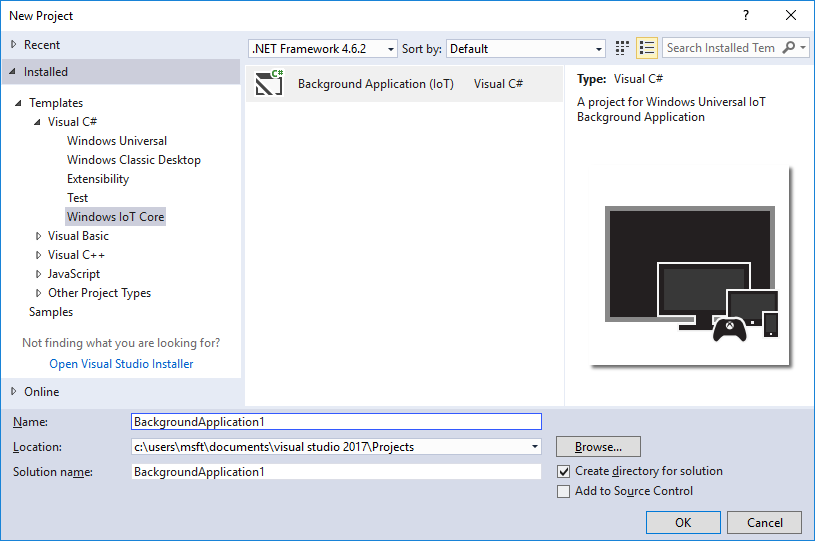 New Project
?
Recent
.NET Framework 4.6.2
Sort by:
Default
Search Installed Tem
Installed
Templates
Visual C#
Windows Universal
Windows Classic Desktop
Extensibility
Test
Windows IoT Core
Visual Basic
Visual C++
JavaScript
Other Project Types
Samples
Not finding what you are looking for?
Open Visual Studio Installer
Online
C#
Background Application (IoT)
Visual C#
Type: Visual C#
A project for Windows Universal IoT
Background Application
Name:
BackgroundApplication1
Location:
c:\users\msft\documents\visual studio 2017\Projects
Browse...
Solution name:
BackgroundApplication1
Create directory for solution
Add to Source Control
OK
Cancel